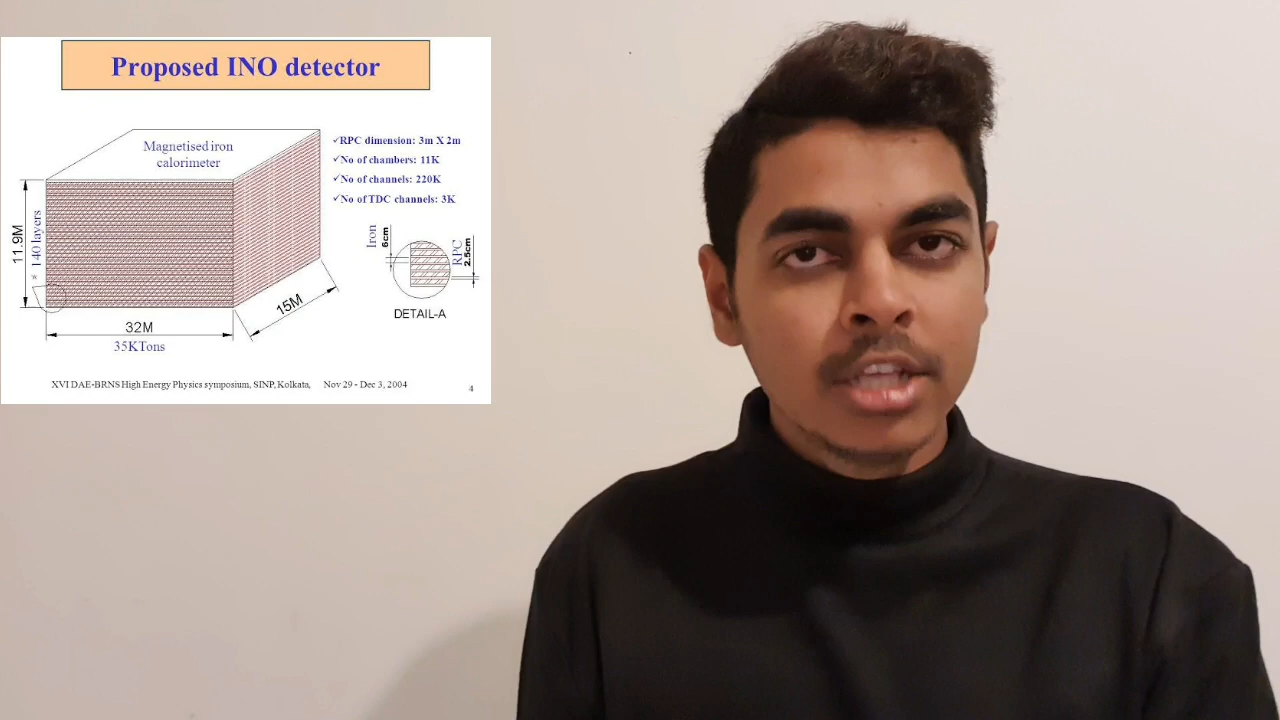 Proposed INO detector
Magnetised iron
calorimeter
✓RPC dimension: 3m X 2m
✓No of chambers: 11K
✓No of channels: 220K
✓No of TDC channels: 3K
11.9M
140 layers
32M
35KTons
15M
Iron
6cm
RPC
2.5cm
DETAIL-A
XVI DAE-BRNS High Energy Physics symposium, SINP, Kolkata, Nov 29 - Dec 3, 2004
4